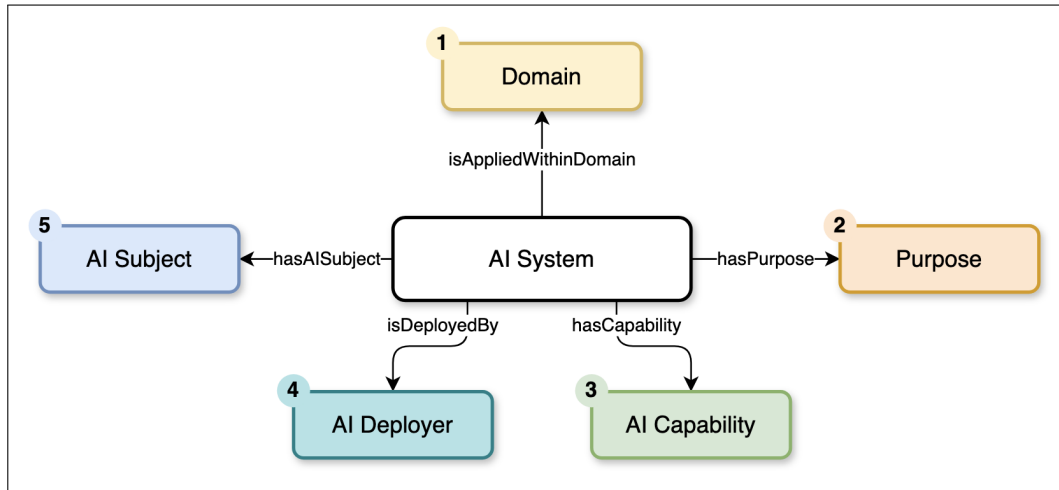 1
Domain
isAppliedWithinDomain
5
AI Subject
hasAISubject
AI System
hasPurpose
2
Purpose
isDeployedBy
hasCapability
4
AI Deployer
3
AI Capability